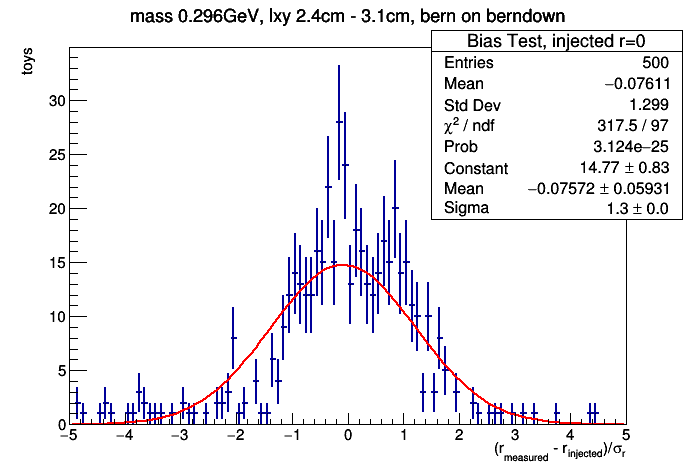 mass 0.296GeV, lxy 2.4cm - 3.1cm, bern on berndown
Bias Test, injected r=0
Entries 500
Mean −0.07611
Std Dev 1.299
χ² / ndf 317.5 / 97
Prob 3.124e−25
Constant 14.77 ± 0.83
Mean −0.07572 ± 0.05931
Sigma 1.3 ± 0.0
toys
30
25
20
15
10
5
0
−5 −4 −3 −2 −1 0 1 2 3 4 5
(r_measured - r_injected)/σ_r